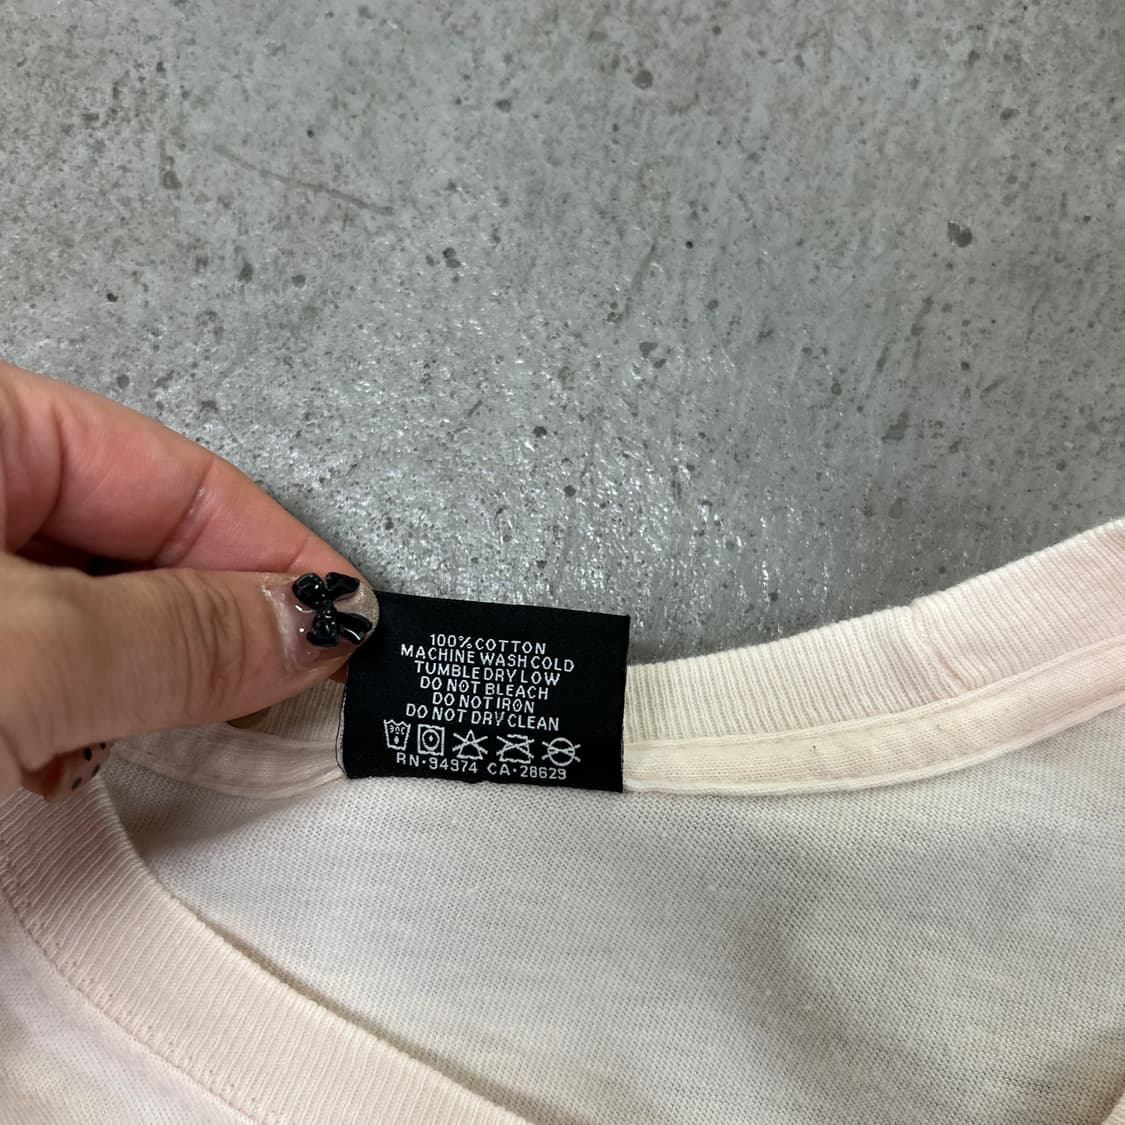 100% COTTON
MACHINE WASH COLD
TUMBLE DRY LOW
DO NOT BLEACH
DO NOT IRON
DO NOT DRY CLEAN
30C
RN·94974 CA·28629